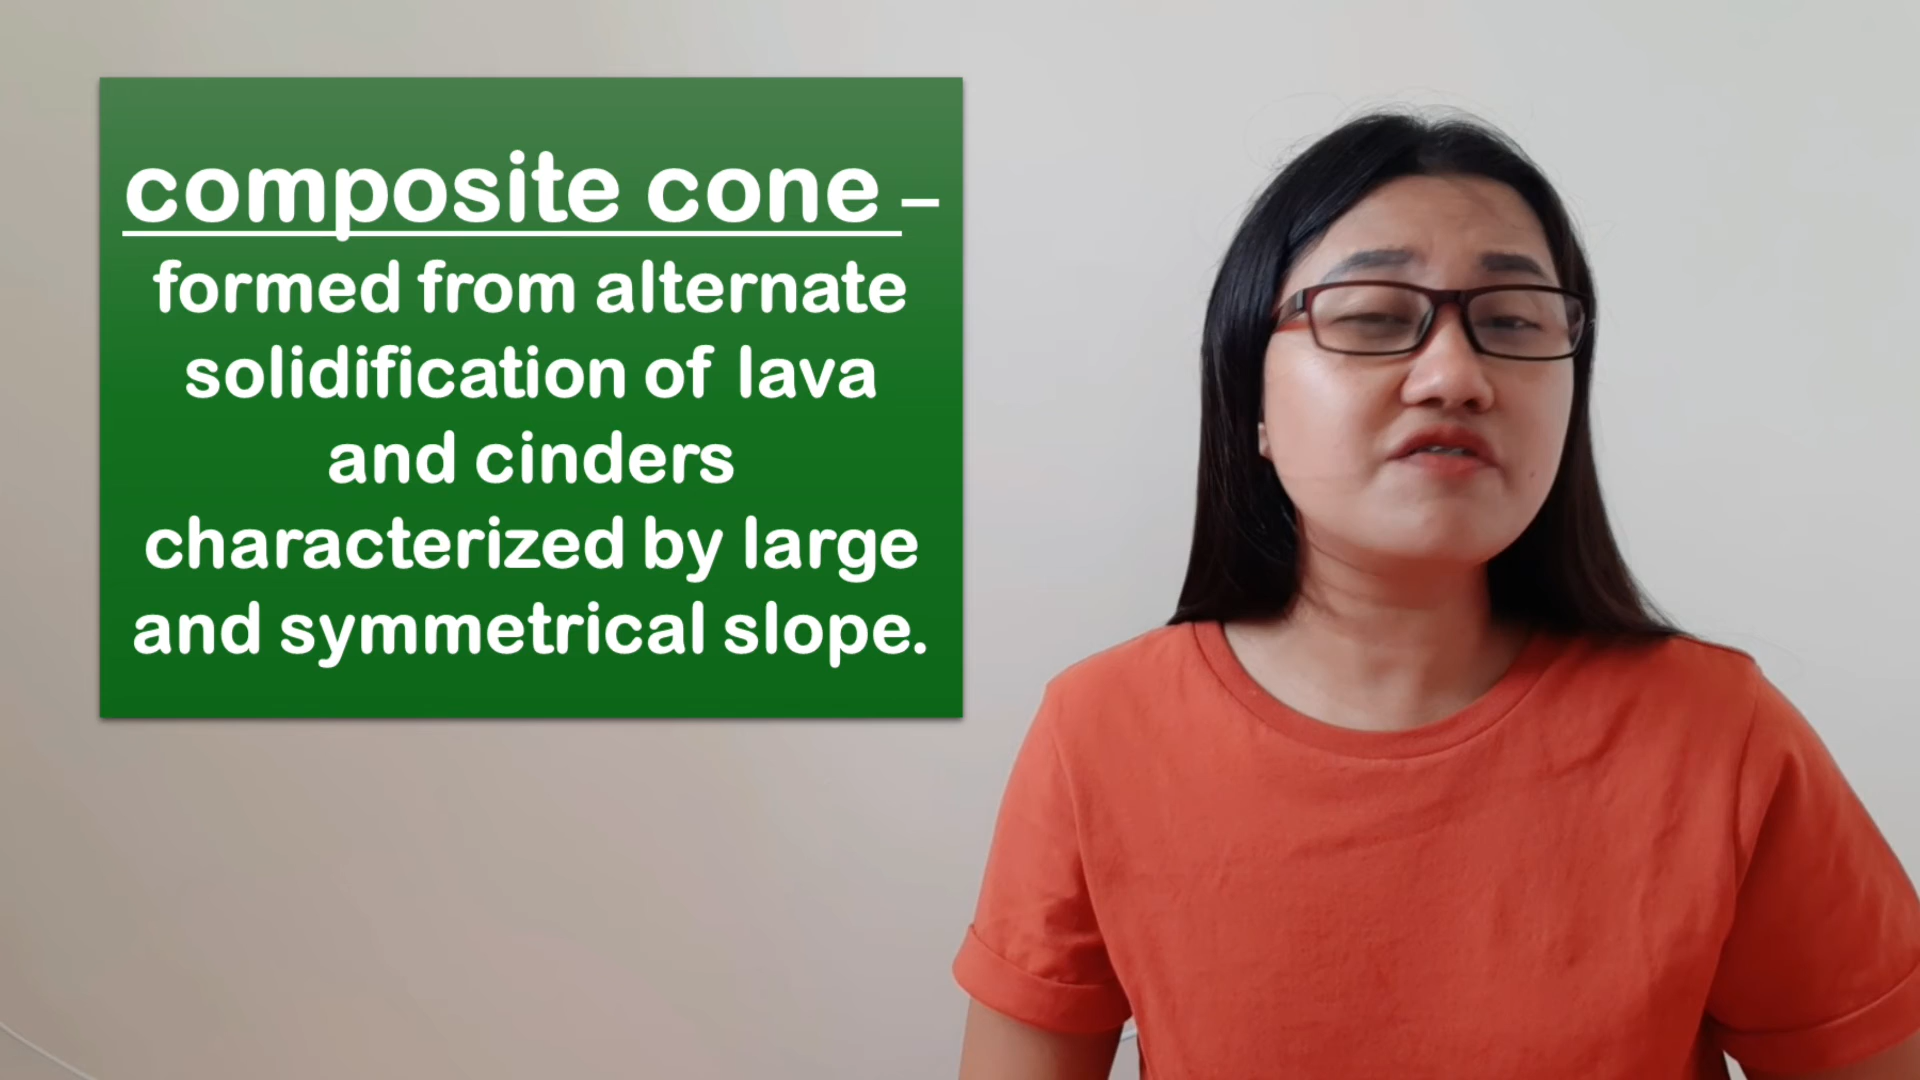 composite cone –
formed from alternate
solidification of lava
and cinders
characterized by large
and symmetrical slope.